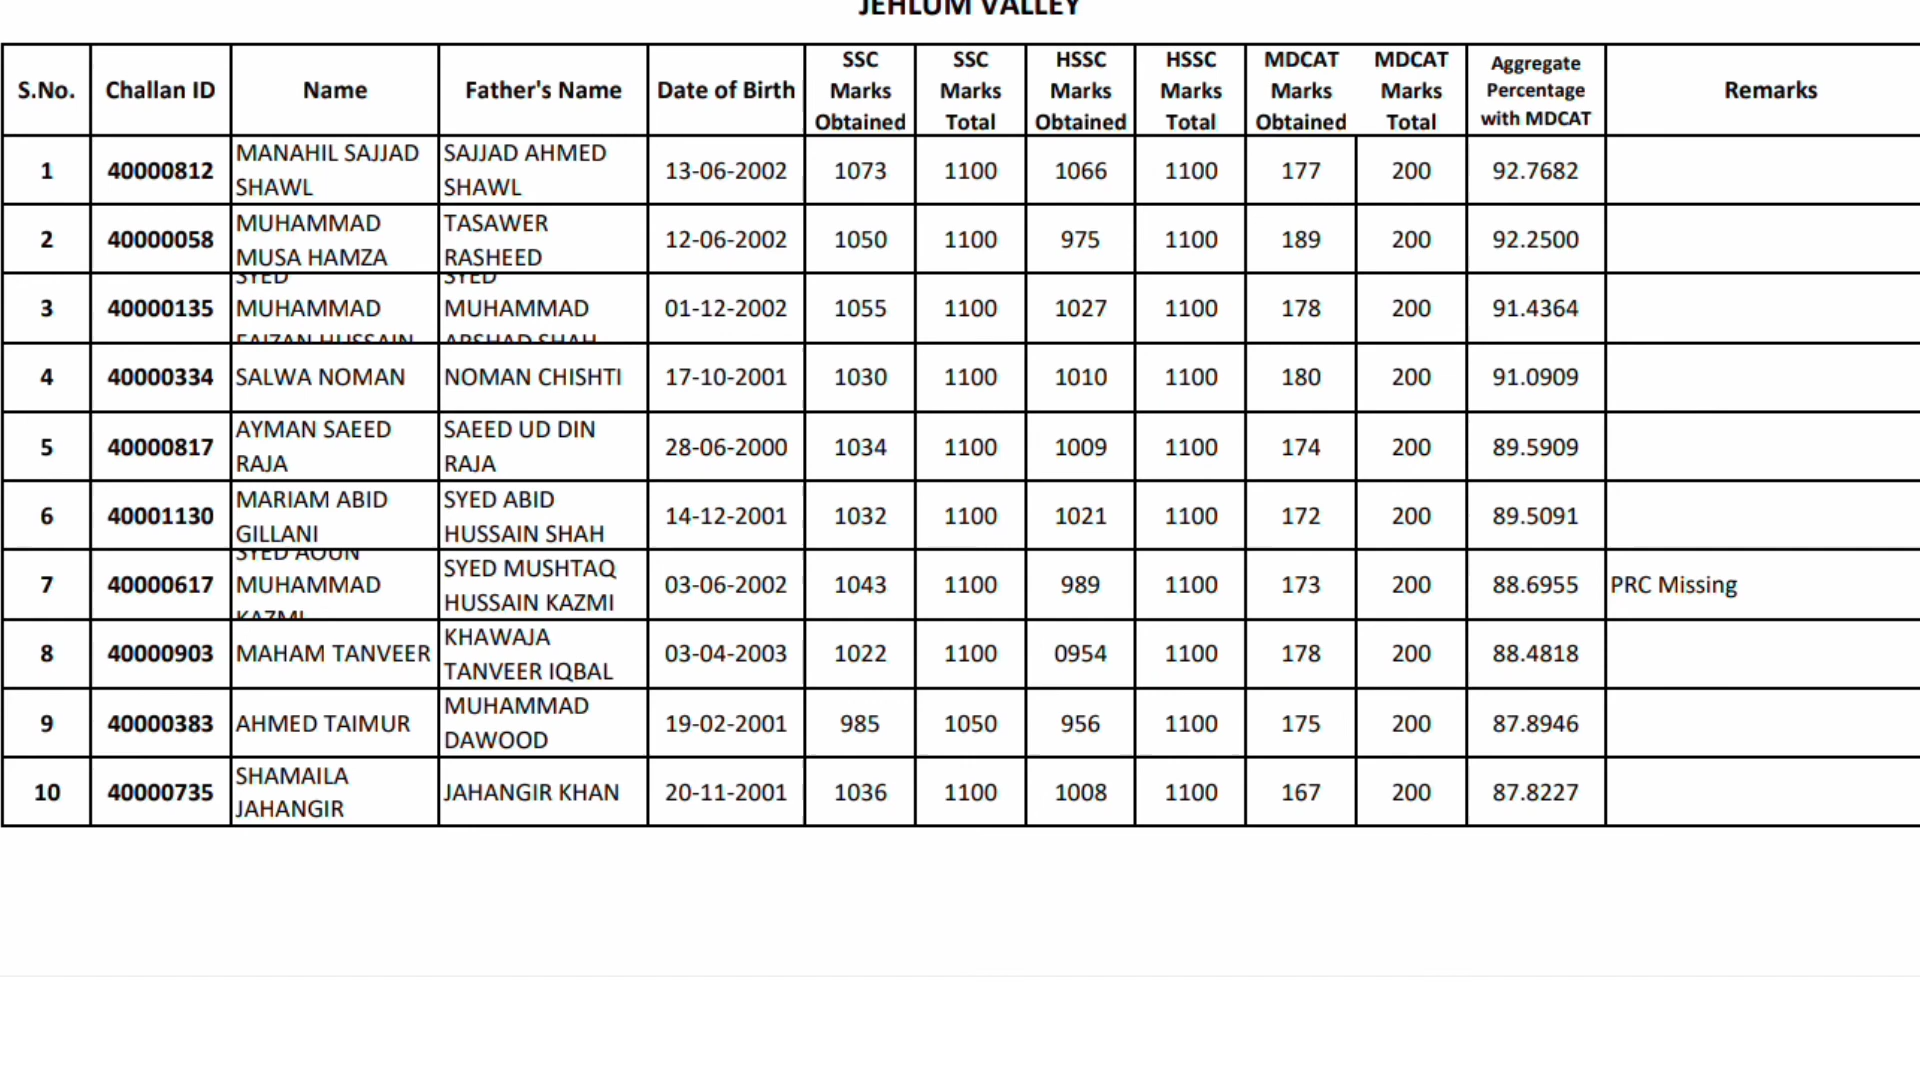 JEHLUM VALLEY
S.No. Challan ID Name Father's Name Date of Birth SSC Marks Obtained SSC Marks Total HSSC Marks Obtained HSSC Marks Total MDCAT Marks Obtained MDCAT Marks Total Aggregate Percentage with MDCAT Remarks
1 40000812 MANAHIL SAJJAD SHAWL SAJJAD AHMED SHAWL 13-06-2002 1073 1100 1066 1100 177 200 92.7682
2 40000058 MUHAMMAD MUSA HAMZA TASAWER RASHEED 12-06-2002 1050 1100 975 1100 189 200 92.2500
3 40000135 SYED MUHAMMAD FAIZAN HUSSAIN SYED MUHAMMAD ARSHAD SHAH 01-12-2002 1055 1100 1027 1100 178 200 91.4364
4 40000334 SALWA NOMAN NOMAN CHISHTI 17-10-2001 1030 1100 1010 1100 180 200 91.0909
5 40000817 AYMAN SAEED RAJA SAEED UD DIN RAJA 28-06-2000 1034 1100 1009 1100 174 200 89.5909
6 40001130 MARIAM ABID GILLANI SYED ABID HUSSAIN SHAH 14-12-2001 1032 1100 1021 1100 172 200 89.5091
7 40000617 SYED AOUN MUHAMMAD KAZMI SYED MUSHTAQ HUSSAIN KAZMI 03-06-2002 1043 1100 989 1100 173 200 88.6955 PRC Missing
8 40000903 MAHAM TANVEER KHAWAJA TANVEER IQBAL 03-04-2003 1022 1100 0954 1100 178 200 88.4818
9 40000383 AHMED TAIMUR MUHAMMAD DAWOOD 19-02-2001 985 1050 956 1100 175 200 87.8946
10 40000735 SHAMAILA JAHANGIR JAHANGIR KHAN 20-11-2001 1036 1100 1008 1100 167 200 87.8227